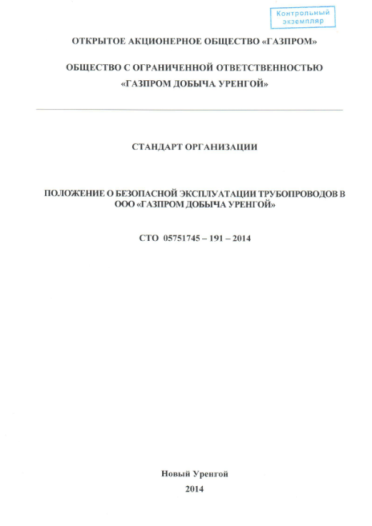 Контрольный
экземпляр
ОТКРЫТОЕ АКЦИОНЕРНОЕ ОБЩЕСТВО «ГАЗПРОМ»
ОБЩЕСТВО С ОГРАНИЧЕННОЙ ОТВЕТСТВЕННОСТЬЮ
«ГАЗПРОМ ДОБЫЧА УРЕНГОЙ»
СТАНДАРТ ОРГАНИЗАЦИИ
ПОЛОЖЕНИЕ О БЕЗОПАСНОЙ ЭКСПЛУАТАЦИИ ТРУБОПРОВОДОВ В
ООО «ГАЗПРОМ ДОБЫЧА УРЕНГОЙ»
СТО 05751745 – 191 – 2014
Новый Уренгой
2014